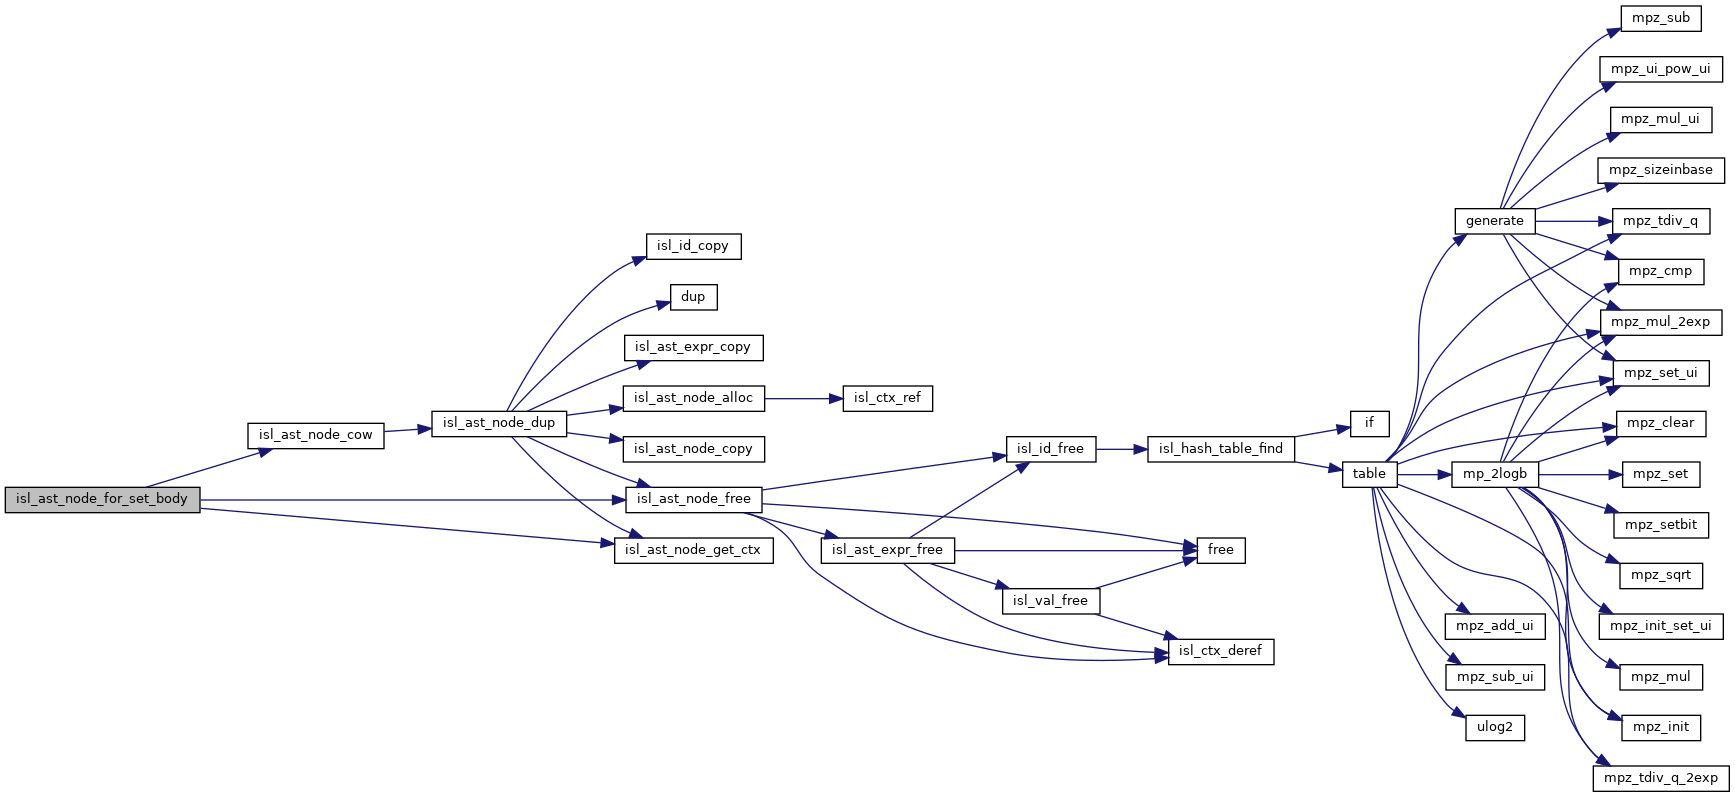 isl_ast_node_for_set_body
isl_ast_node_cow
isl_ast_node_dup
isl_id_copy
dup
isl_ast_expr_copy
isl_ast_node_alloc
isl_ast_node_copy
isl_ast_node_free
isl_ast_node_get_ctx
isl_ctx_ref
isl_ast_expr_free
isl_id_free
isl_val_free
isl_hash_table_find
free
isl_ctx_deref
if
table
generate
mp_2logb
mpz_add_ui
mpz_sub_ui
ulog2
mpz_sub
mpz_ui_pow_ui
mpz_mul_ui
mpz_sizeinbase
mpz_tdiv_q
mpz_cmp
mpz_mul_2exp
mpz_set_ui
mpz_clear
mpz_set
mpz_setbit
mpz_sqrt
mpz_init_set_ui
mpz_mul
mpz_init
mpz_tdiv_q_2exp